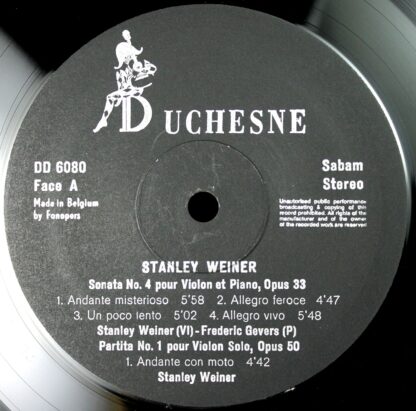 DUCHESNE
DD 6080
Face A
Made in Belgium
by Fonopers
Sabam
Stereo
Unauthorised public performance
broadcasting & copying of this
record prohibited. All rights of the
manufacturer and of the owner
of the recorded work are reserved
STANLEY WEINER
Sonata No. 4 pour Violon et Piano, Opus 33
1. Andante misterioso 5'58 2. Allegro feroce 4'47
3. Un poco lento 5'02 4. Allegro vivo 5'48
Stanley Weiner (VI) - Frederic Gevers (P)
Partita No. 1 pour Violon Solo, Opus 50
1. Andante con moto 4'42
Stanley Weiner